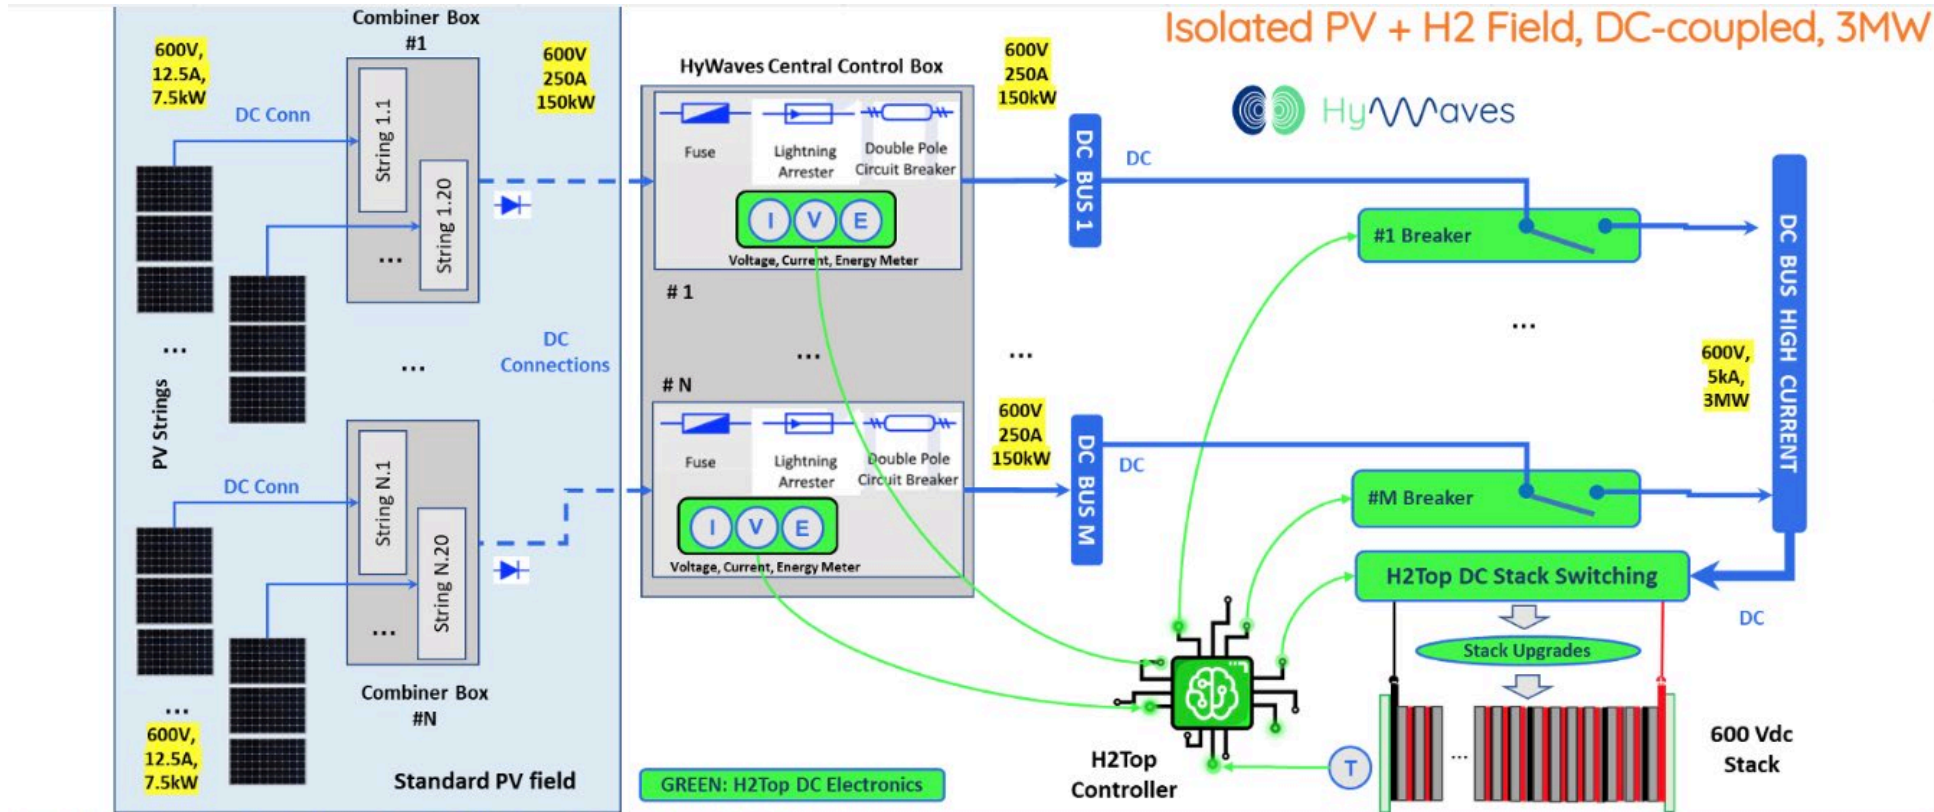 Isolated PV + H2 Field, DC-coupled, 3MW
HyWaves
Combiner Box
#1
600V,
12.5A,
7.5kW
DC Conn
String 1.1
String 1.20
...
600V
250A
150kW
...
PV Strings
...
DC
Connections
DC Conn
String N.1
String N.20
...
Combiner Box
#N
...
600V,
12.5A,
7.5kW
Standard PV field
HyWaves Central Control Box
Fuse
Lightning
Arrester
Double Pole
Circuit Breaker
I V E
Voltage, Current, Energy Meter
# 1
...
# N
Fuse
Lightning
Arrester
Double Pole
Circuit Breaker
I V E
Voltage, Current, Energy Meter
600V
250A
150kW
DC BUS 1
DC
...
600V
250A
150kW
DC BUS M
DC
#1 Breaker
...
#M Breaker
DC BUS HIGH CURRENT
600V,
5kA,
3MW
H2Top DC Stack Switching
DC
Stack Upgrades
...
600 Vdc
Stack
T
H2Top
Controller
GREEN: H2Top DC Electronics